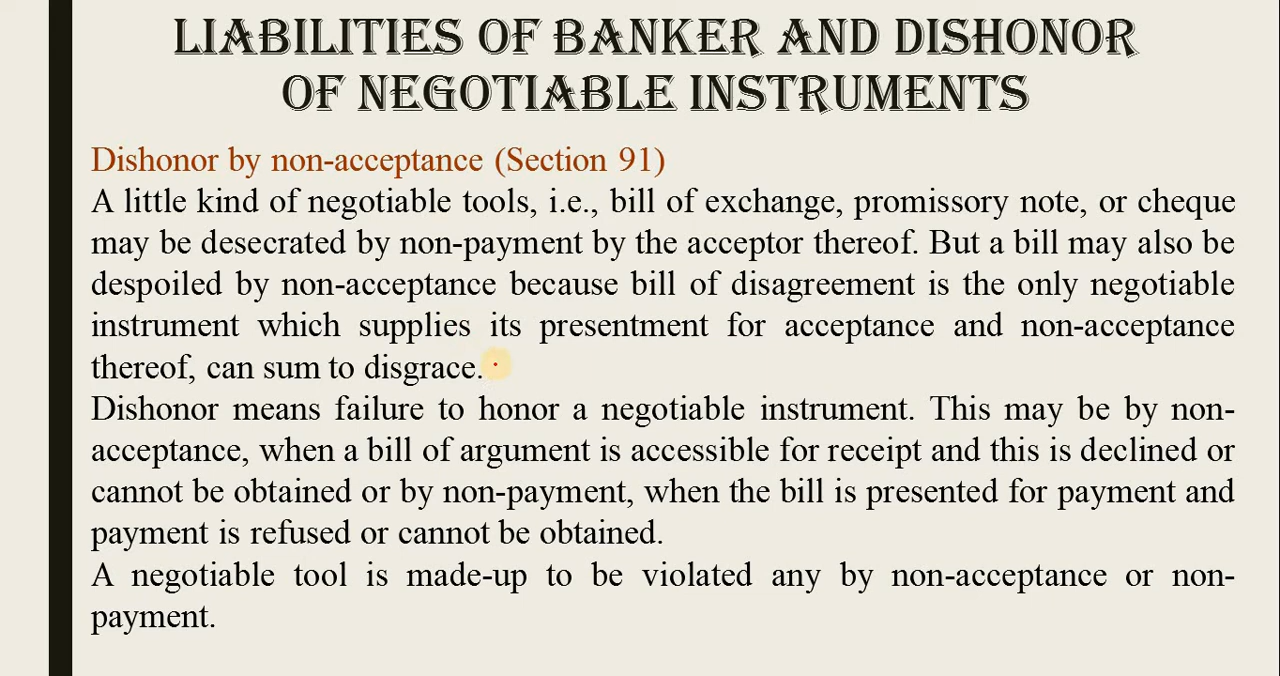 LIABILITIES OF BANKER AND DISHONOR
OF NEGOTIABLE INSTRUMENTS
Dishonor by non-acceptance (Section 91)
A little kind of negotiable tools, i.e., bill of exchange, promissory note, or cheque
may be desecrated by non-payment by the acceptor thereof. But a bill may also be
despoiled by non-acceptance because bill of disagreement is the only negotiable
instrument which supplies its presentment for acceptance and non-acceptance
thereof, can sum to disgrace.
Dishonor means failure to honor a negotiable instrument. This may be by non-
acceptance, when a bill of argument is accessible for receipt and this is declined or
cannot be obtained or by non-payment, when the bill is presented for payment and
payment is refused or cannot be obtained.
A negotiable tool is made-up to be violated any by non-acceptance or non-
payment.